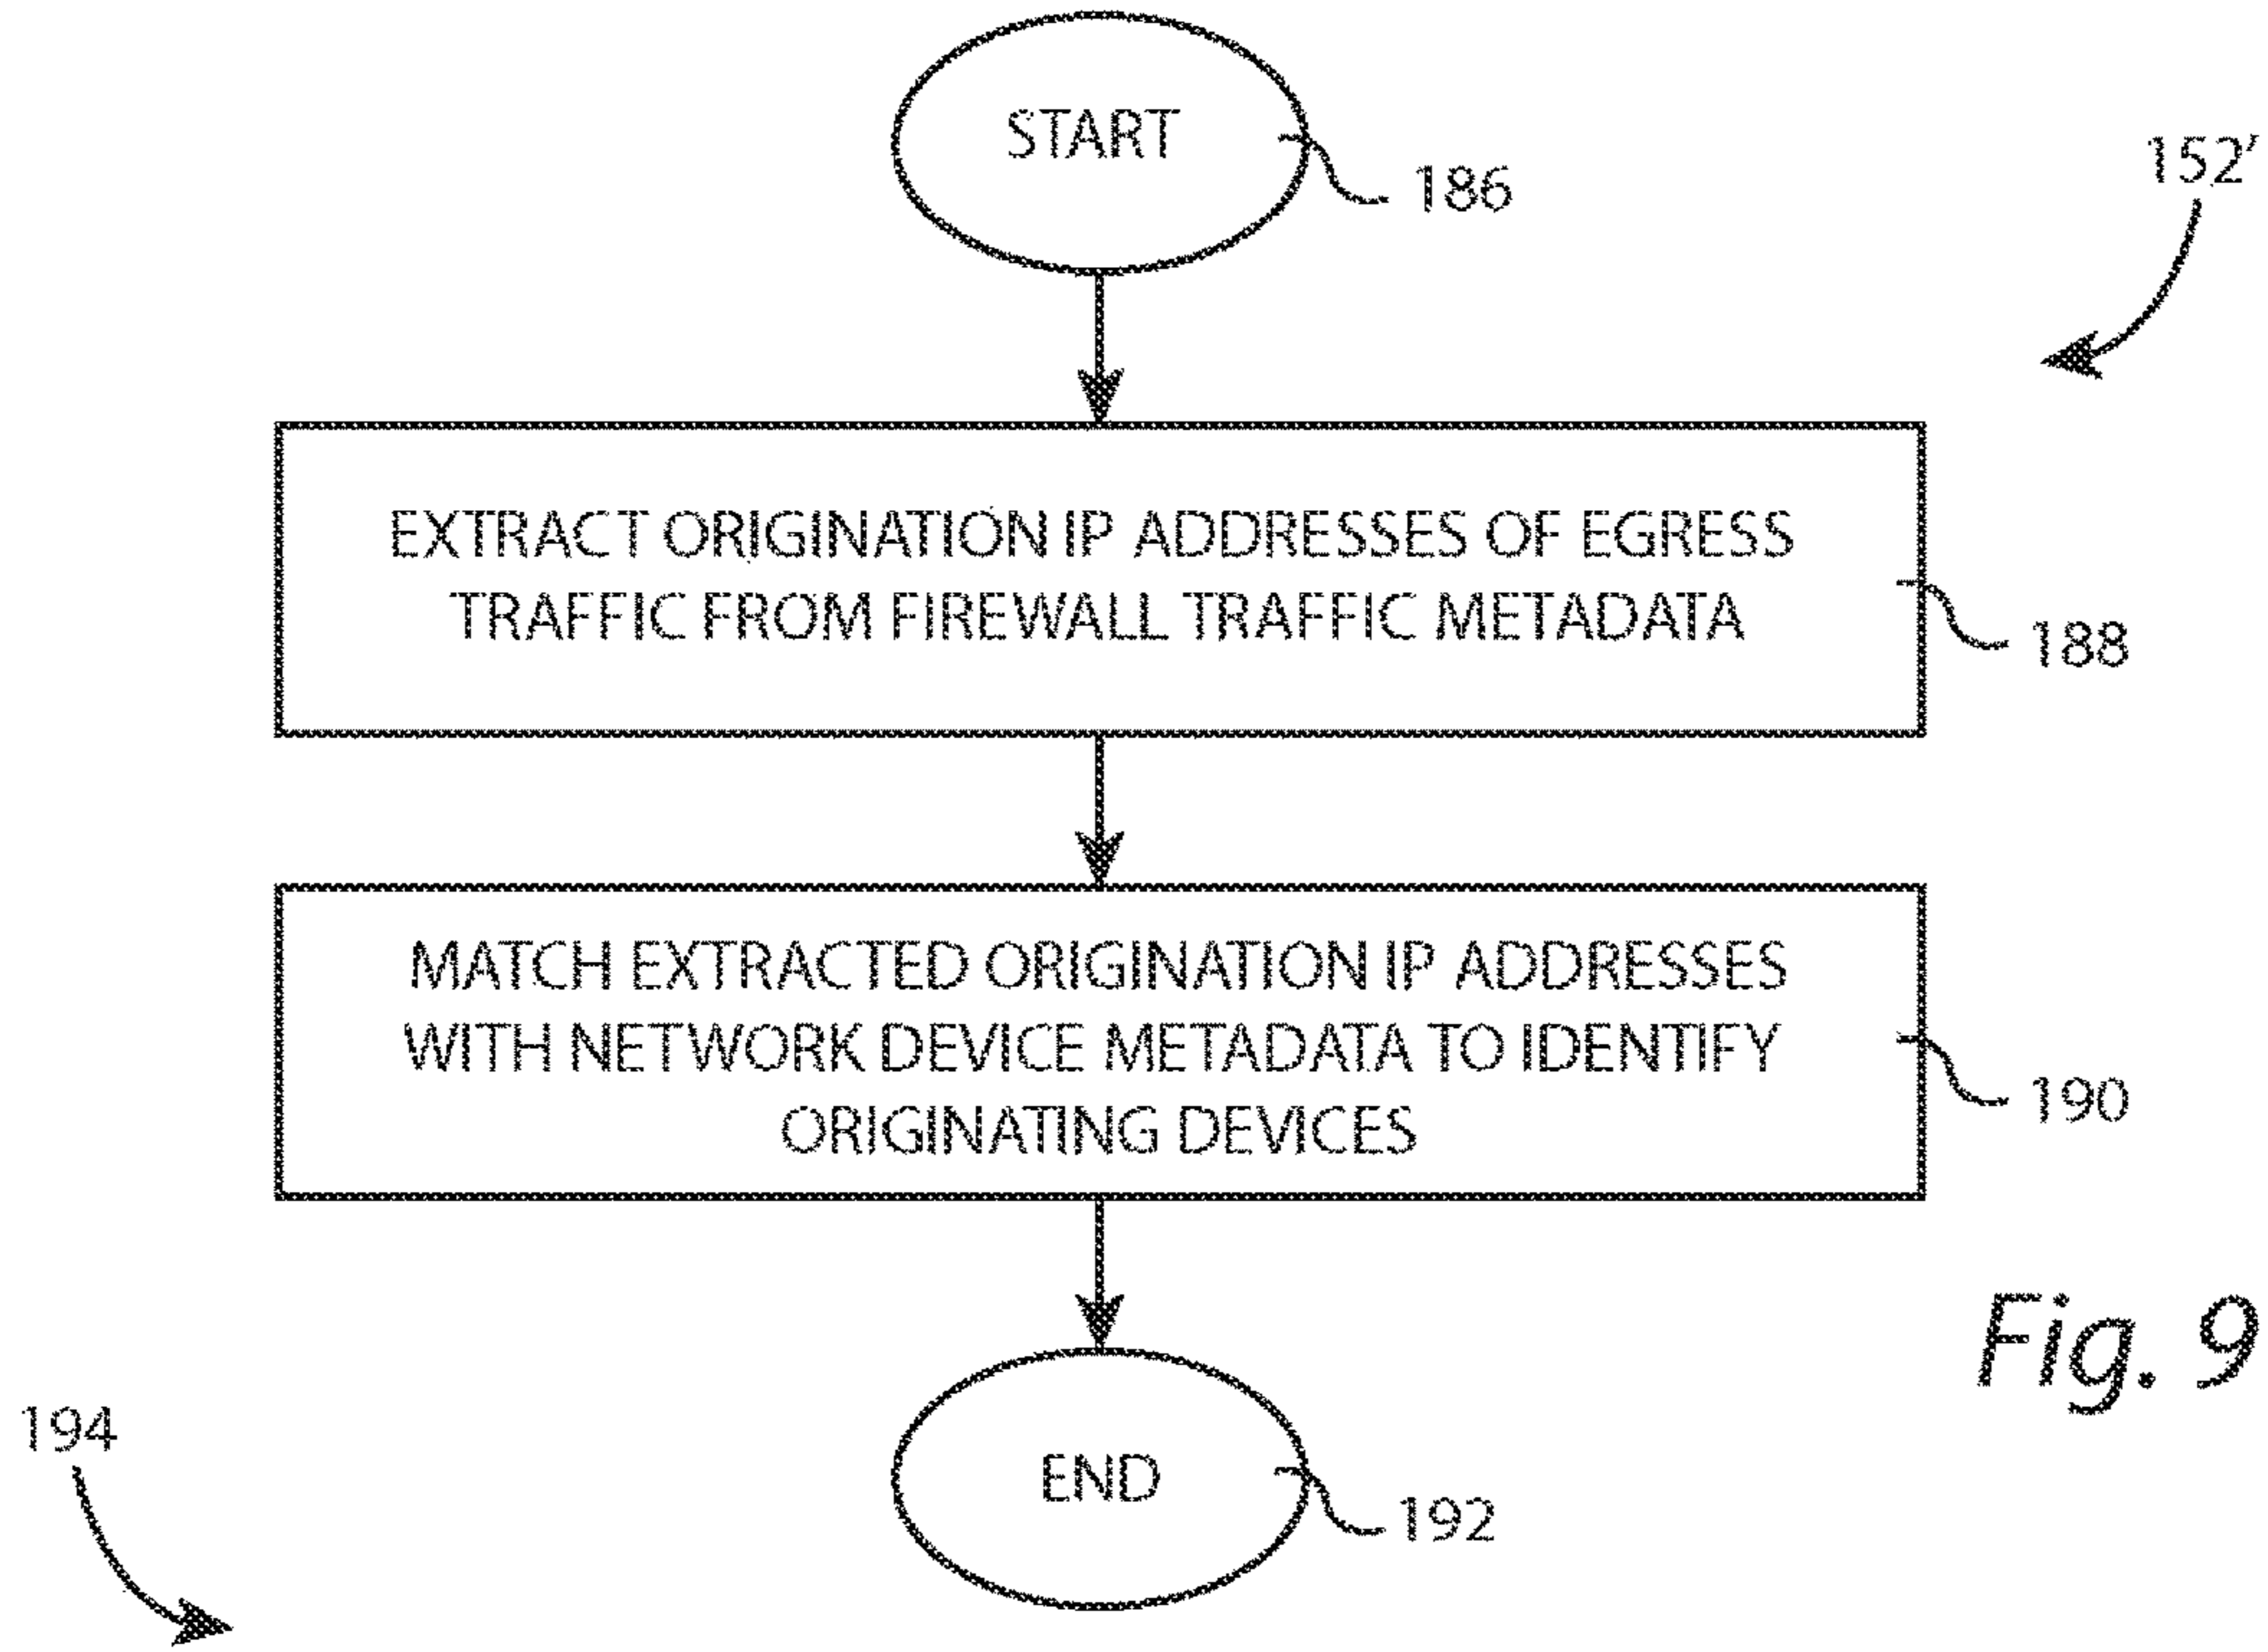 START
186
152'
EXTRACT ORIGINATION IP ADDRESSES OF EGRESS
TRAFFIC FROM FIREWALL TRAFFIC METADATA
188
MATCH EXTRACTED ORIGINATION IP ADDRESSES
WITH NETWORK DEVICE METADATA TO IDENTIFY
ORIGINATING DEVICES
190
Fig. 9
194
END
192